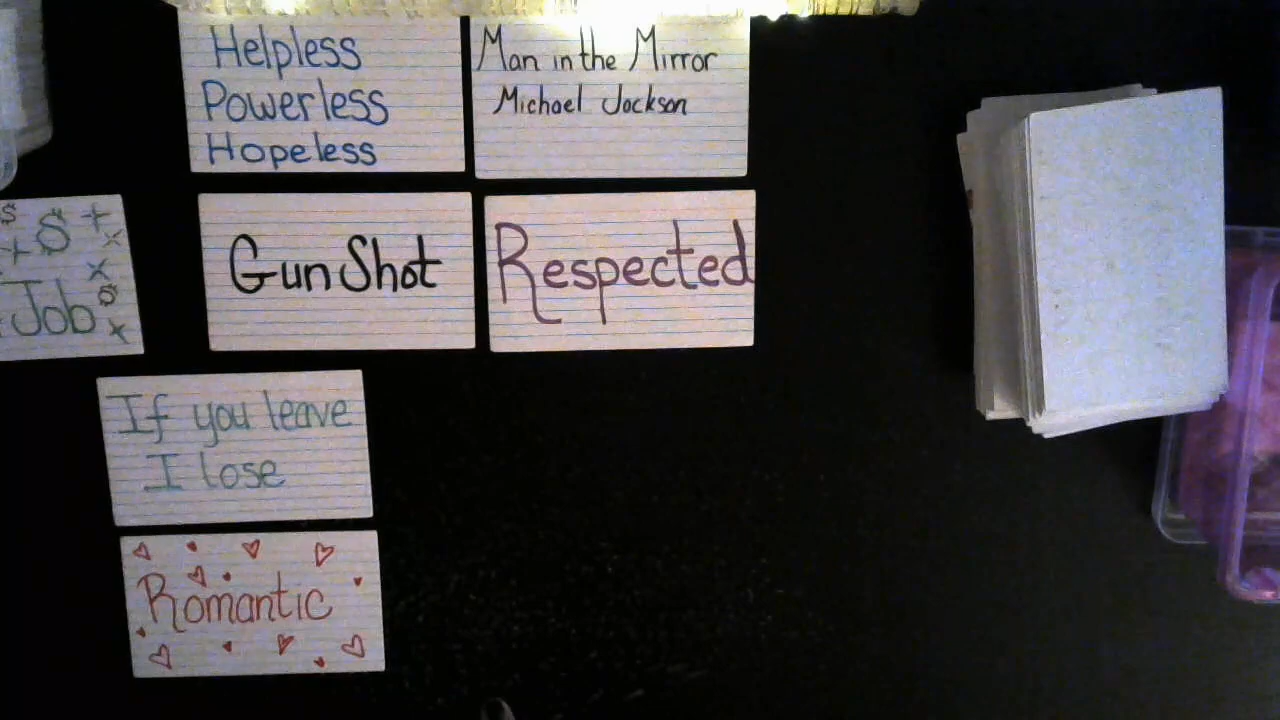 Helpless
Powerless
Hopeless
Man in the Mirror
Michael Jackson
$ $ +
+ x
x
Job $
x
Gun Shot
Respected
If you leave
I lose
Romantic